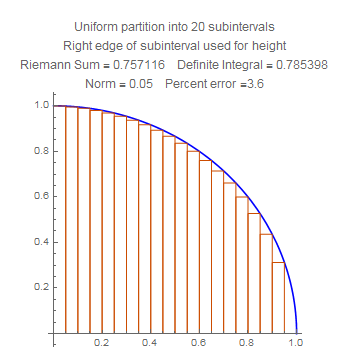 Uniform partition into 20 subintervals
Right edge of subinterval used for height
Riemann Sum = 0.757116 Definite Integral = 0.785398
Norm = 0.05 Percent error =3.6
1.0
0.8
0.6
0.4
0.2
0.2 0.4 0.6 0.8 1.0